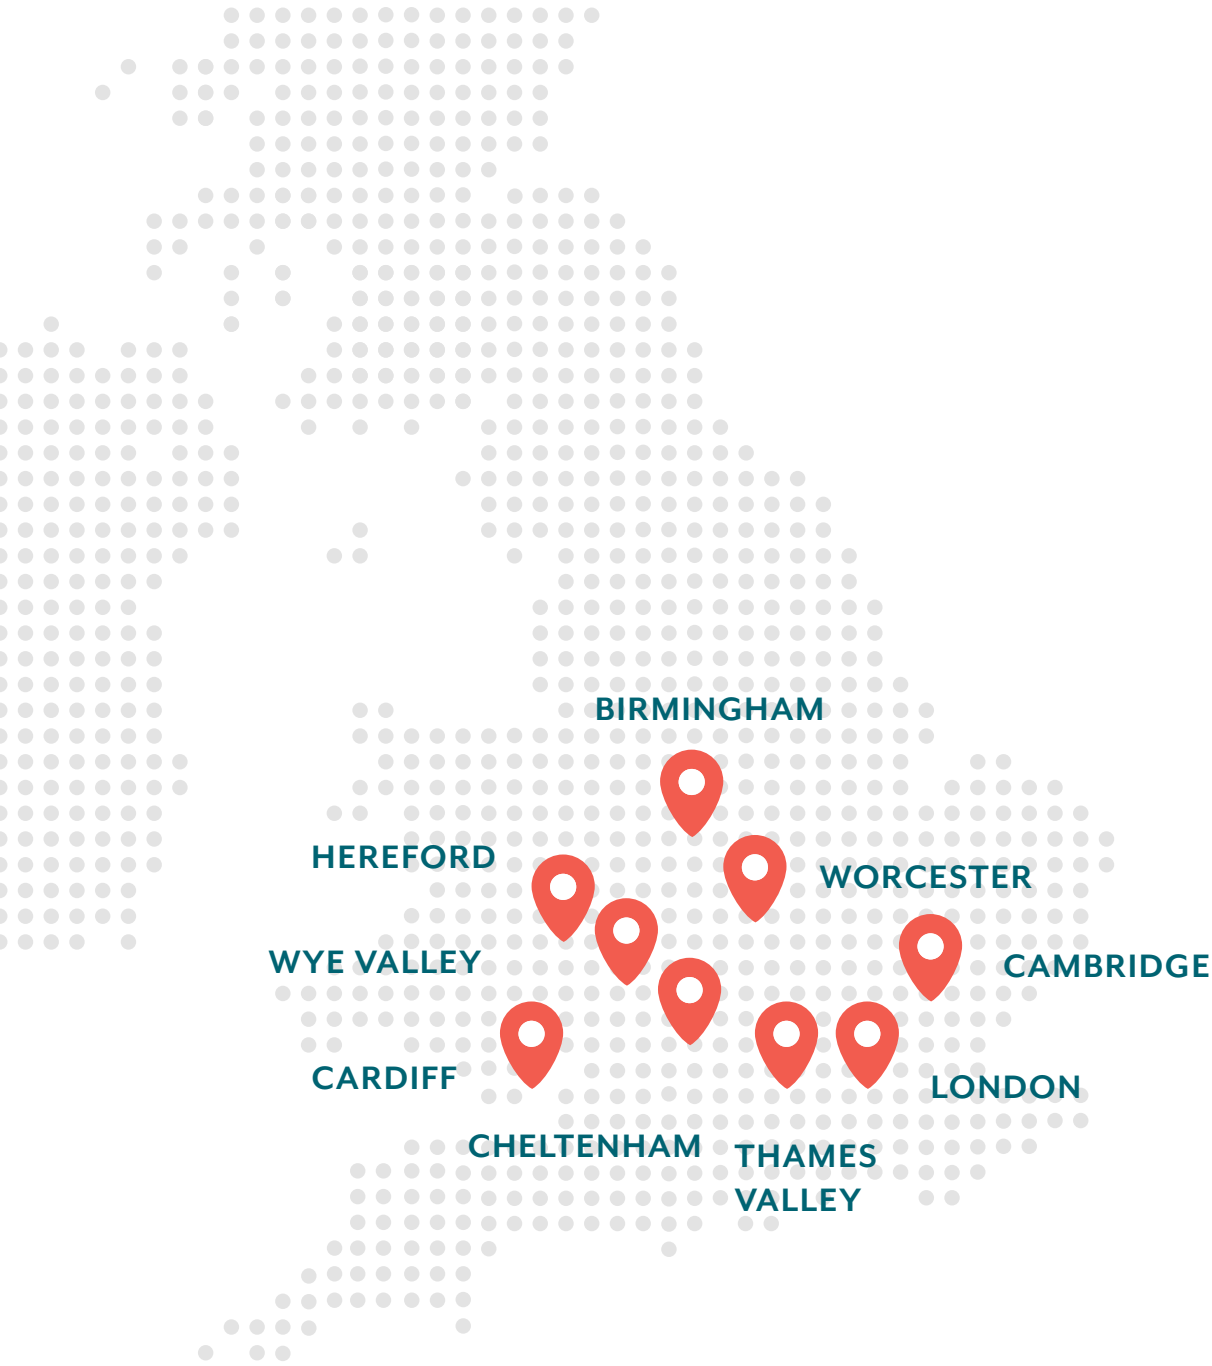 BIRMINGHAM
HEREFORD
WORCESTER
WYE VALLEY
CAMBRIDGE
CARDIFF
LONDON
CHELTENHAM
THAMES
VALLEY